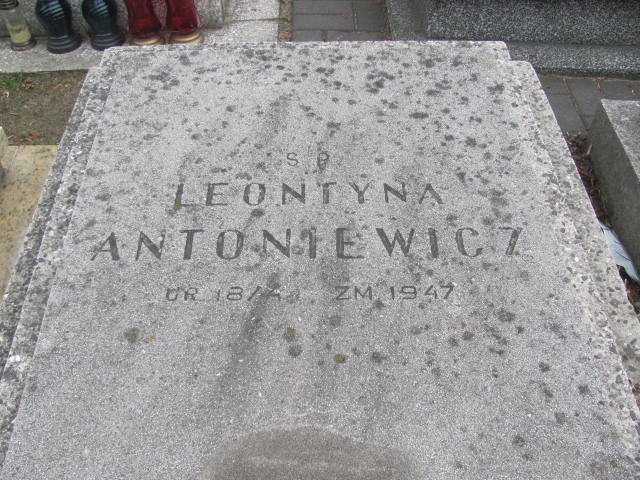 S.P.
LEONTYNA
ANTONIEWICZ
UR. ZM. 1947